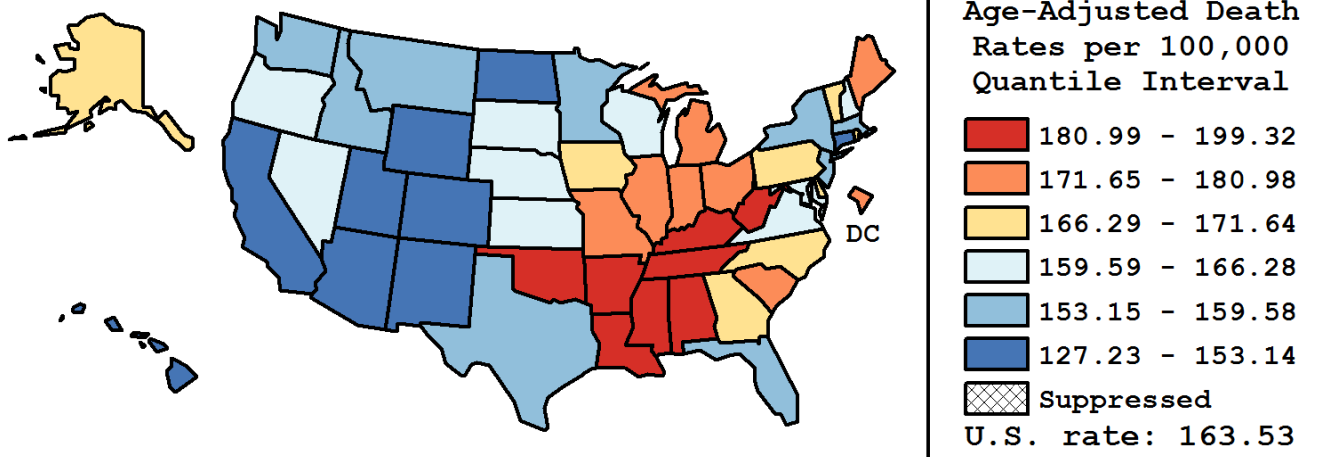 Age-Adjusted Death
Rates per 100,000
Quantile Interval
180.99 - 199.32
171.65 - 180.98
166.29 - 171.64
159.59 - 166.28
153.15 - 159.58
127.23 - 153.14
Suppressed
U.S. rate: 163.53
DC